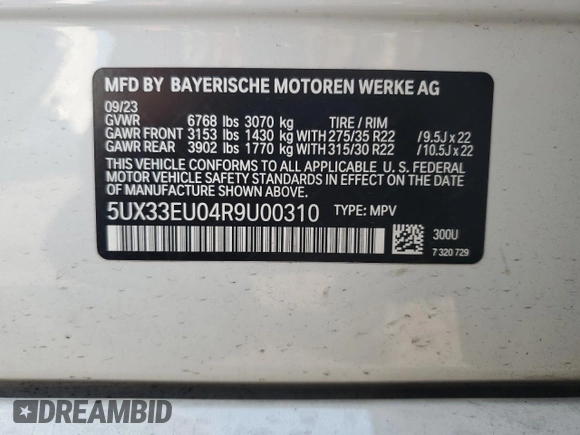 MFD BY BAYERISCHE MOTOREN WERKE AG
09/23
GVWR 6768 lbs 3070 kg TIRE / RIM
GAWR FRONT 3153 lbs 1430 kg WITH 275/35 R22 / 9.5J x 22
GAWR REAR 3902 lbs 1770 kg WITH 315/30 R22 / 10.5J x 22
THIS VEHICLE CONFORMS TO ALL APPLICABLE U. S. FEDERAL
MOTOR VEHICLE SAFETY STANDARDS IN EFFECT ON THE DATE OF
MANUFACTURE SHOWN ABOVE.
5UX33EU04R9U00310 TYPE: MPV
300U
7 320 729
DREAMBID